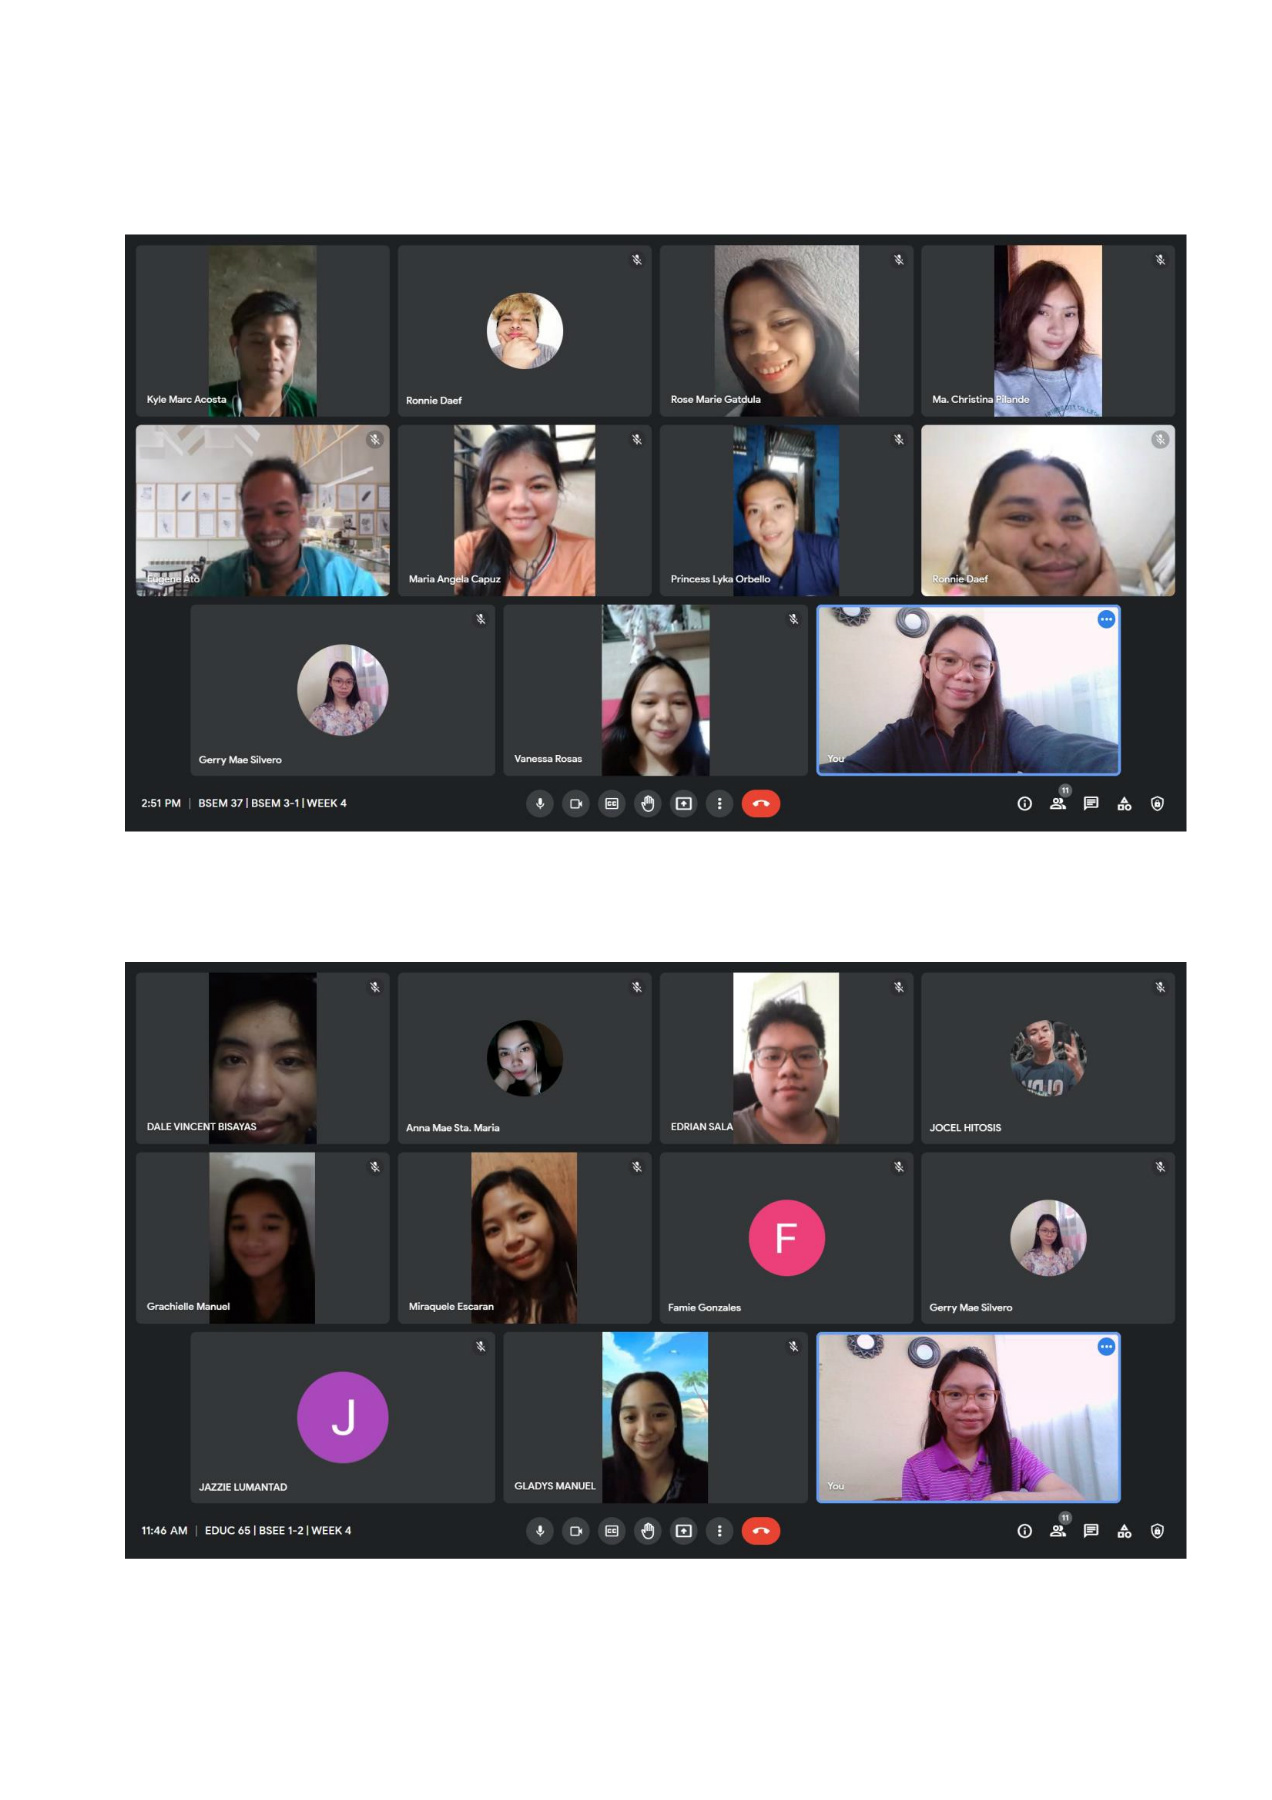 Kyle Marc Acosta
Ronnie Daef
Rose Marie Gatdula
Ma. Christina Pilande
Eugene Ato
Maria Angela Capuz
Princess Lyka Orbello
Ronnie Daef
Gerry Mae Silvero
Vanessa Rosas
You
2:51 PM | BSEM 37 | BSEM 3-1 | WEEK 4
11
DALE VINCENT BISAYAS
Anna Mae Sta. Maria
EDRIAN SALA
JOCEL HITOSIS
Grachielle Manuel
Miraquele Escaran
F
Famie Gonzales
Gerry Mae Silvero
J
JAZZIE LUMANTAD
GLADYS MANUEL
You
11:46 AM | EDUC 65 | BSEE 1-2 | WEEK 4
11